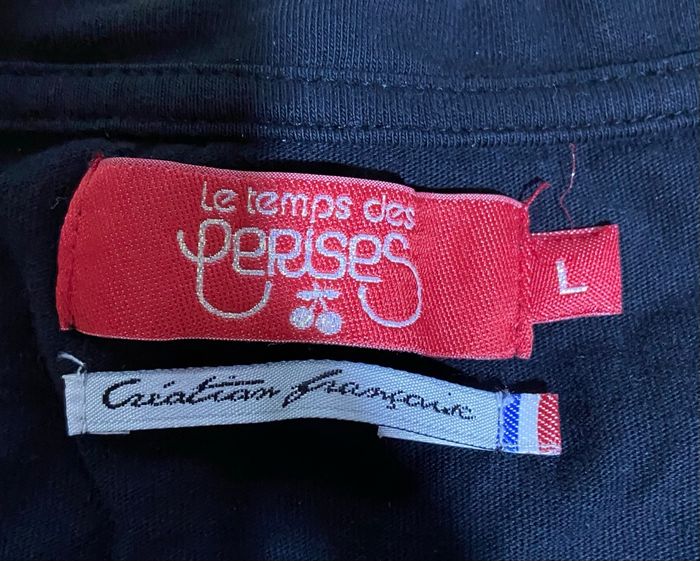 Le temps des
Cerises
L
Création française